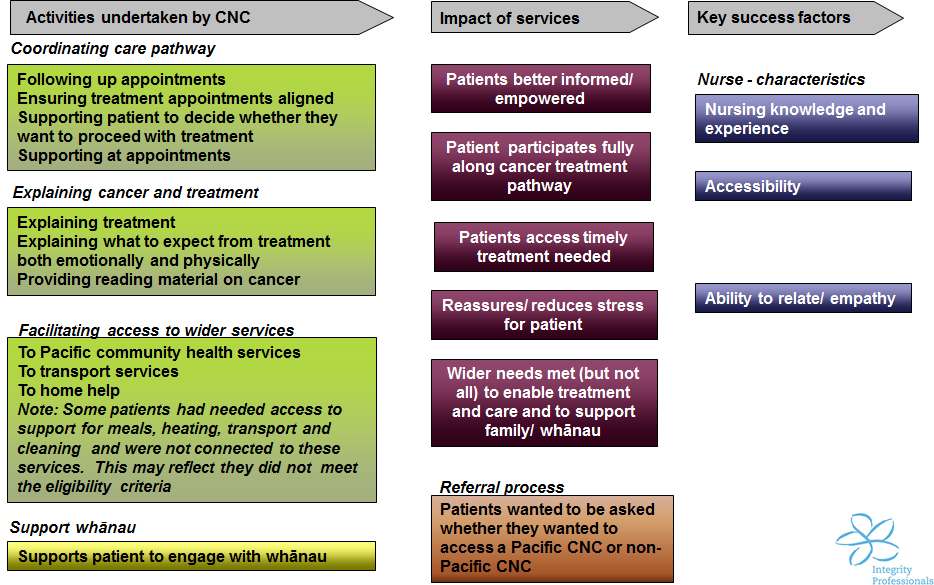 Activities undertaken by CNC
Coordinating care pathway
Following up appointments
Ensuring treatment appointments aligned
Supporting patient to decide whether they
want to proceed with treatment
Supporting at appointments
Explaining cancer and treatment
Explaining treatment
Explaining what to expect from treatment
both emotionally and physically
Providing reading material on cancer
Facilitating access to wider services
To Pacific community health services
To transport services
To home help
Note: Some patients had needed access to
support for meals, heating, transport and
cleaning and were not connected to these
services. This may reflect they did not meet
the eligibility criteria
Support whānau
Supports patient to engage with whānau
Impact of services
Patients better informed/
empowered
Patient participates fully
along cancer treatment
pathway
Patients access timely
treatment needed
Reassures/ reduces stress
for patient
Wider needs met (but not
all) to enable treatment
and care and to support
family/ whānau
Referral process
Patients wanted to be asked
whether they wanted to
access a Pacific CNC or non-
Pacific CNC
Key success factors
Nurse - characteristics
Nursing knowledge and
experience
Accessibility
Ability to relate/ empathy
Integrity
Professionals